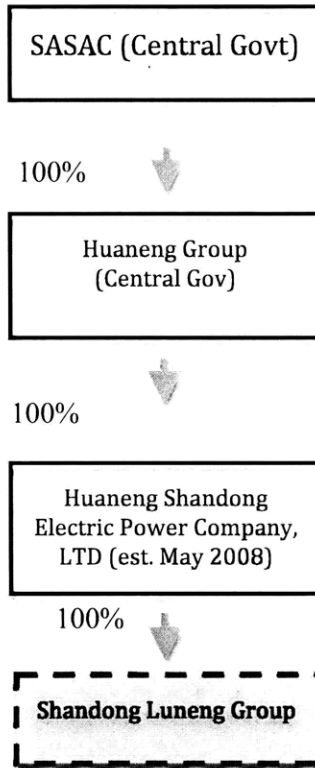 SASAC (Central Govt)
100%
Huaneng Group
(Central Gov)
100%
Huaneng Shandong
Electric Power Company,
LTD (est. May 2008)
100%
Shandong Luneng Group